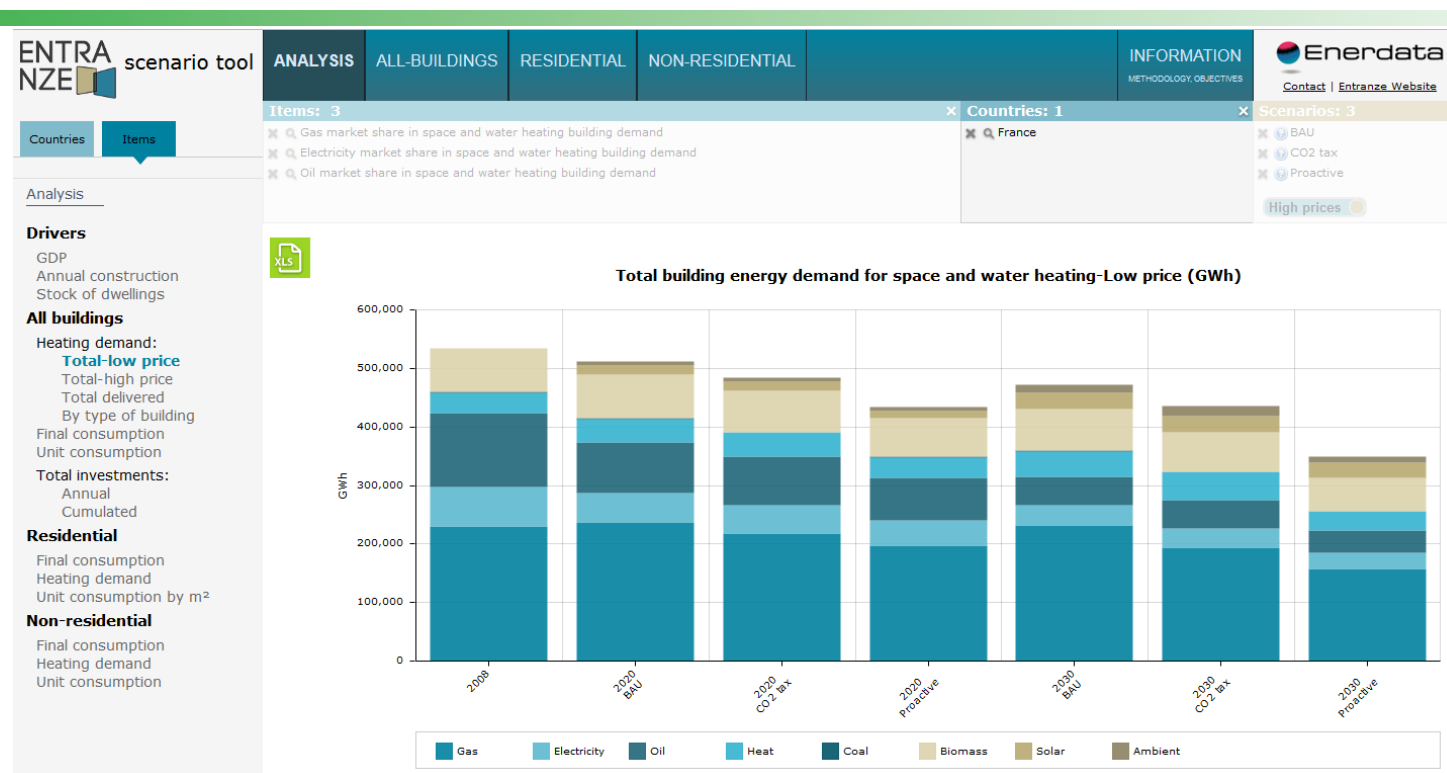 ENTRA
NZE
scenario tool
ANALYSIS
ALL-BUILDINGS
RESIDENTIAL
NON-RESIDENTIAL
INFORMATION
METHODOLOGY, OBJECTIVES
Enerdata
Contact | Entranze Website
Countries
Items
Items: 3
Gas market share in space and water heating building demand
Electricity market share in space and water heating building demand
Oil market share in space and water heating building demand
Countries: 1
France
Scenarios: 3
BAU
CO2 tax
Proactive
High prices
Analysis
Drivers
GDP
Annual construction
Stock of dwellings
All buildings
Heating demand:
Total-low price
Total-high price
Total delivered
By type of building
Final consumption
Unit consumption
Total investments:
Annual
Cumulated
Residential
Final consumption
Heating demand
Unit consumption by m²
Non-residential
Final consumption
Heating demand
Unit consumption
XLS
Total building energy demand for space and water heating-Low price (GWh)
600,000
500,000
400,000
300,000
200,000
100,000
0
GWh
2008
2020
BAU
2020
CO2 tax
2020
Proactive
2030
BAU
2030
CO2 tax
2030
Proactive
Gas
Electricity
Oil
Heat
Coal
Biomass
Solar
Ambient